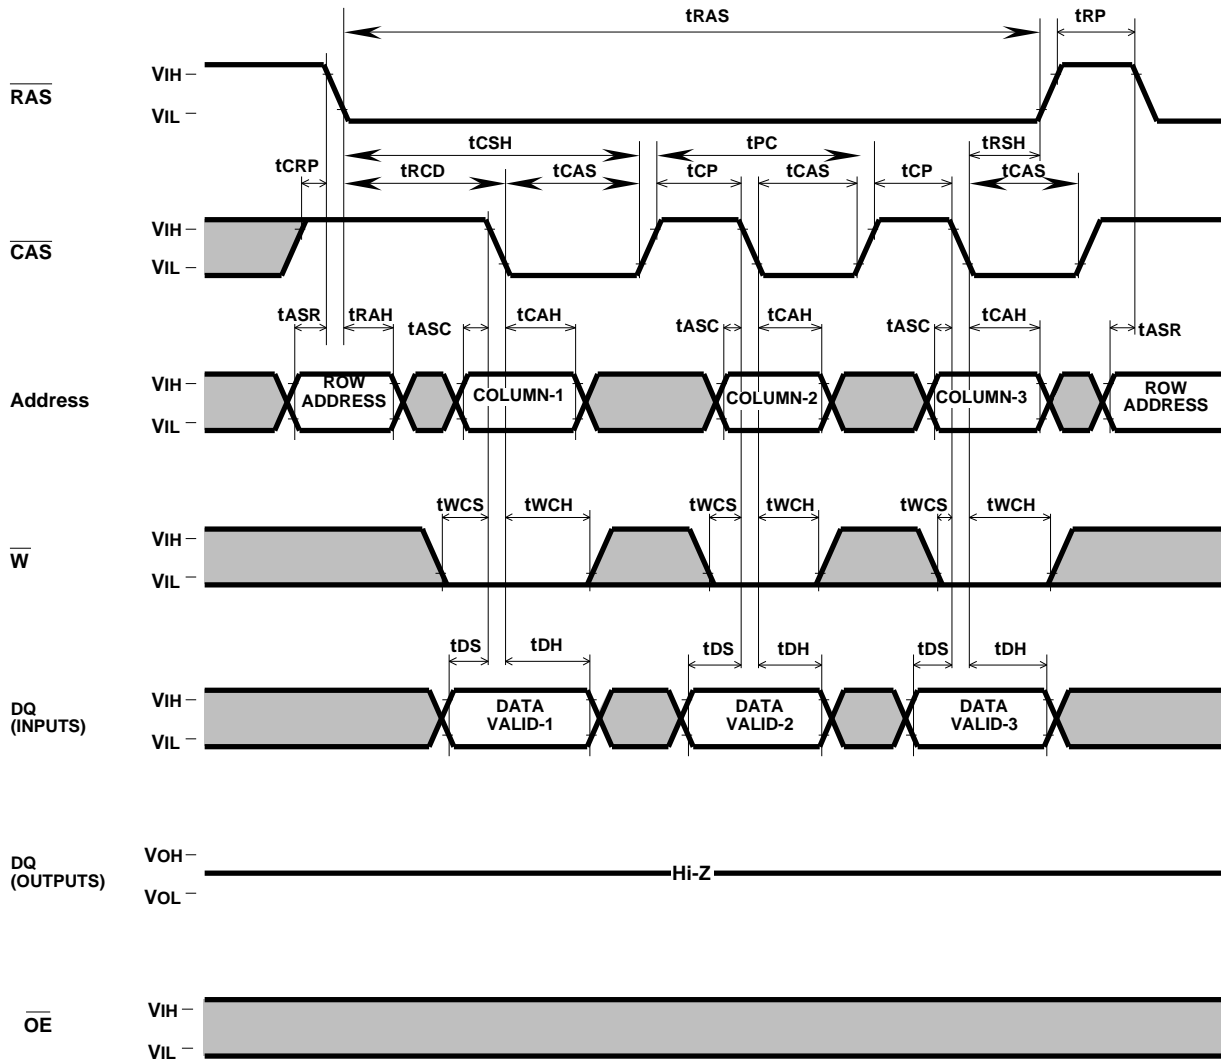 tRAS tRP
RAS
VIH
VIL
tCSH tPC tRSH
tCRP tRCD tCAS tCP tCAS tCP tCAS
CAS
VIH
VIL
tASR tRAH tASC tCAH tASC tCAH tASC tCAH tASR
Address
VIH
VIL
ROW
ADDRESS
COLUMN-1
COLUMN-2
COLUMN-3
ROW
ADDRESS
tWCS tWCH tWCS tWCH tWCS tWCH
W
VIH
VIL
tDS tDH tDS tDH tDS tDH
DQ
(INPUTS)
VIH
VIL
DATA
VALID-1
DATA
VALID-2
DATA
VALID-3
DQ
(OUTPUTS)
VOH
VOL
Hi-Z
OE
VIH
VIL